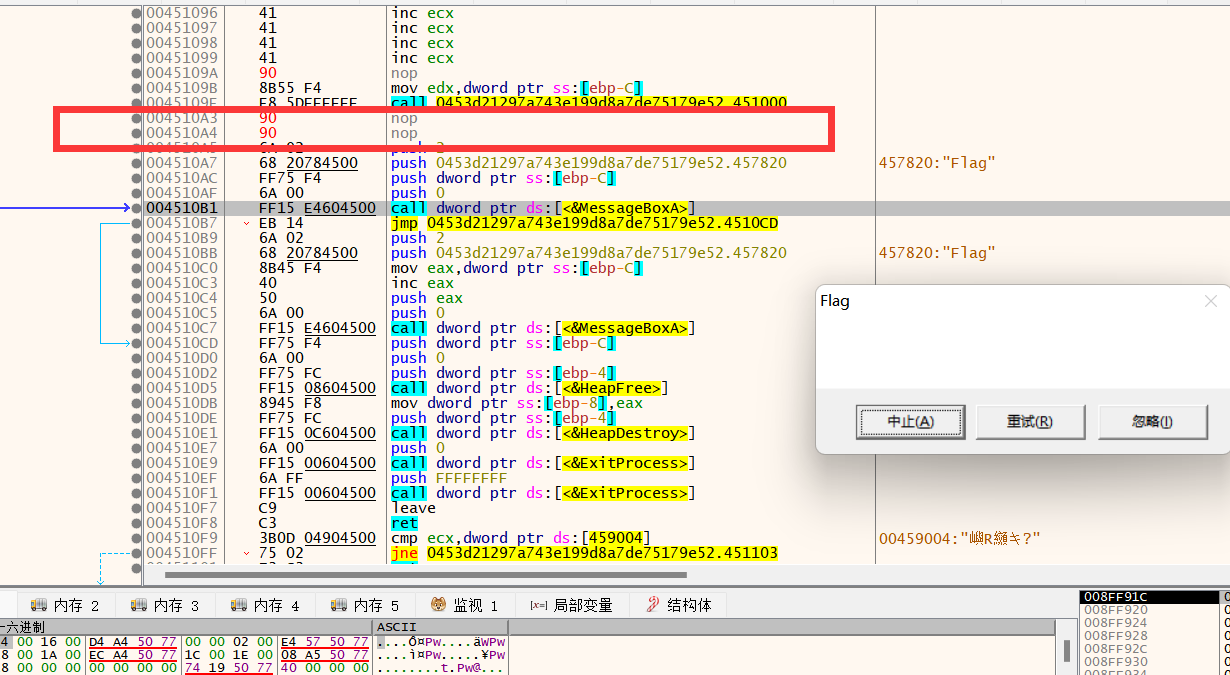 00451096 41 inc ecx
00451097 41 inc ecx
00451098 41 inc ecx
00451099 41 inc ecx
0045109A 90 nop
0045109B 8B55 F4 mov edx,dword ptr ss:[ebp-C]
0045109E E8 5DFFFFFF call 0453d21297a743e199d8a7de75179e52.451000
004510A3 90 nop
004510A4 90 nop
004510A5 6A 02 push 2
004510A7 68 20784500 push 0453d21297a743e199d8a7de75179e52.457820 457820:"Flag"
004510AC FF75 F4 push dword ptr ss:[ebp-C]
004510AF 6A 00 push 0
004510B1 FF15 E4604500 call dword ptr ds:[<&MessageBoxA>]
004510B7 EB 14 jmp 0453d21297a743e199d8a7de75179e52.4510CD
004510B9 6A 02 push 2
004510BB 68 20784500 push 0453d21297a743e199d8a7de75179e52.457820 457820:"Flag"
004510C0 8B45 F4 mov eax,dword ptr ss:[ebp-C]
004510C3 40 inc eax
004510C4 50 push eax
004510C5 6A 00 push 0
004510C7 FF15 E4604500 call dword ptr ds:[<&MessageBoxA>]
004510CD FF75 F4 push dword ptr ss:[ebp-C]
004510D0 6A 00 push 0
004510D2 FF75 FC push dword ptr ss:[ebp-4]
004510D5 FF15 08604500 call dword ptr ds:[<&HeapFree>]
004510DB 8945 F8 mov dword ptr ss:[ebp-8],eax
004510DE FF75 FC push dword ptr ss:[ebp-4]
004510E1 FF15 0C604500 call dword ptr ds:[<&HeapDestroy>]
004510E7 6A 00 push 0
004510E9 FF15 00604500 call dword ptr ds:[<&ExitProcess>]
004510EF 6A FF push FFFFFFFF
004510F1 FF15 00604500 call dword ptr ds:[<&ExitProcess>]
004510F7 C9 leave
004510F8 C3 ret
004510F9 3B0D 04904500 cmp ecx,dword ptr ds:[459004] 00459004:"嶼R纈キ?"
004510FF 75 02 jne 0453d21297a743e199d8a7de75179e52.451103
Flag
中止(A) 重试(R) 忽略(I)
内存 2 内存 3 内存 4 内存 5 监视 1 [x=] 局部变量 结构体
十六进制 ASCII
4 00 16 00 D4 A4 50 77 00 00 02 00 E4 57 50 77 ....Ô¤Pw....äWPw
8 00 1A 00 EC A4 50 77 1C 00 1E 00 08 A5 50 77 ....ì¤Pw.....¥Pw
8 00 00 00 00 00 00 00 74 19 50 77 40 00 00 00 ........t.Pw@...
008FF91C
008FF920
008FF924
008FF928
008FF92C
008FF930